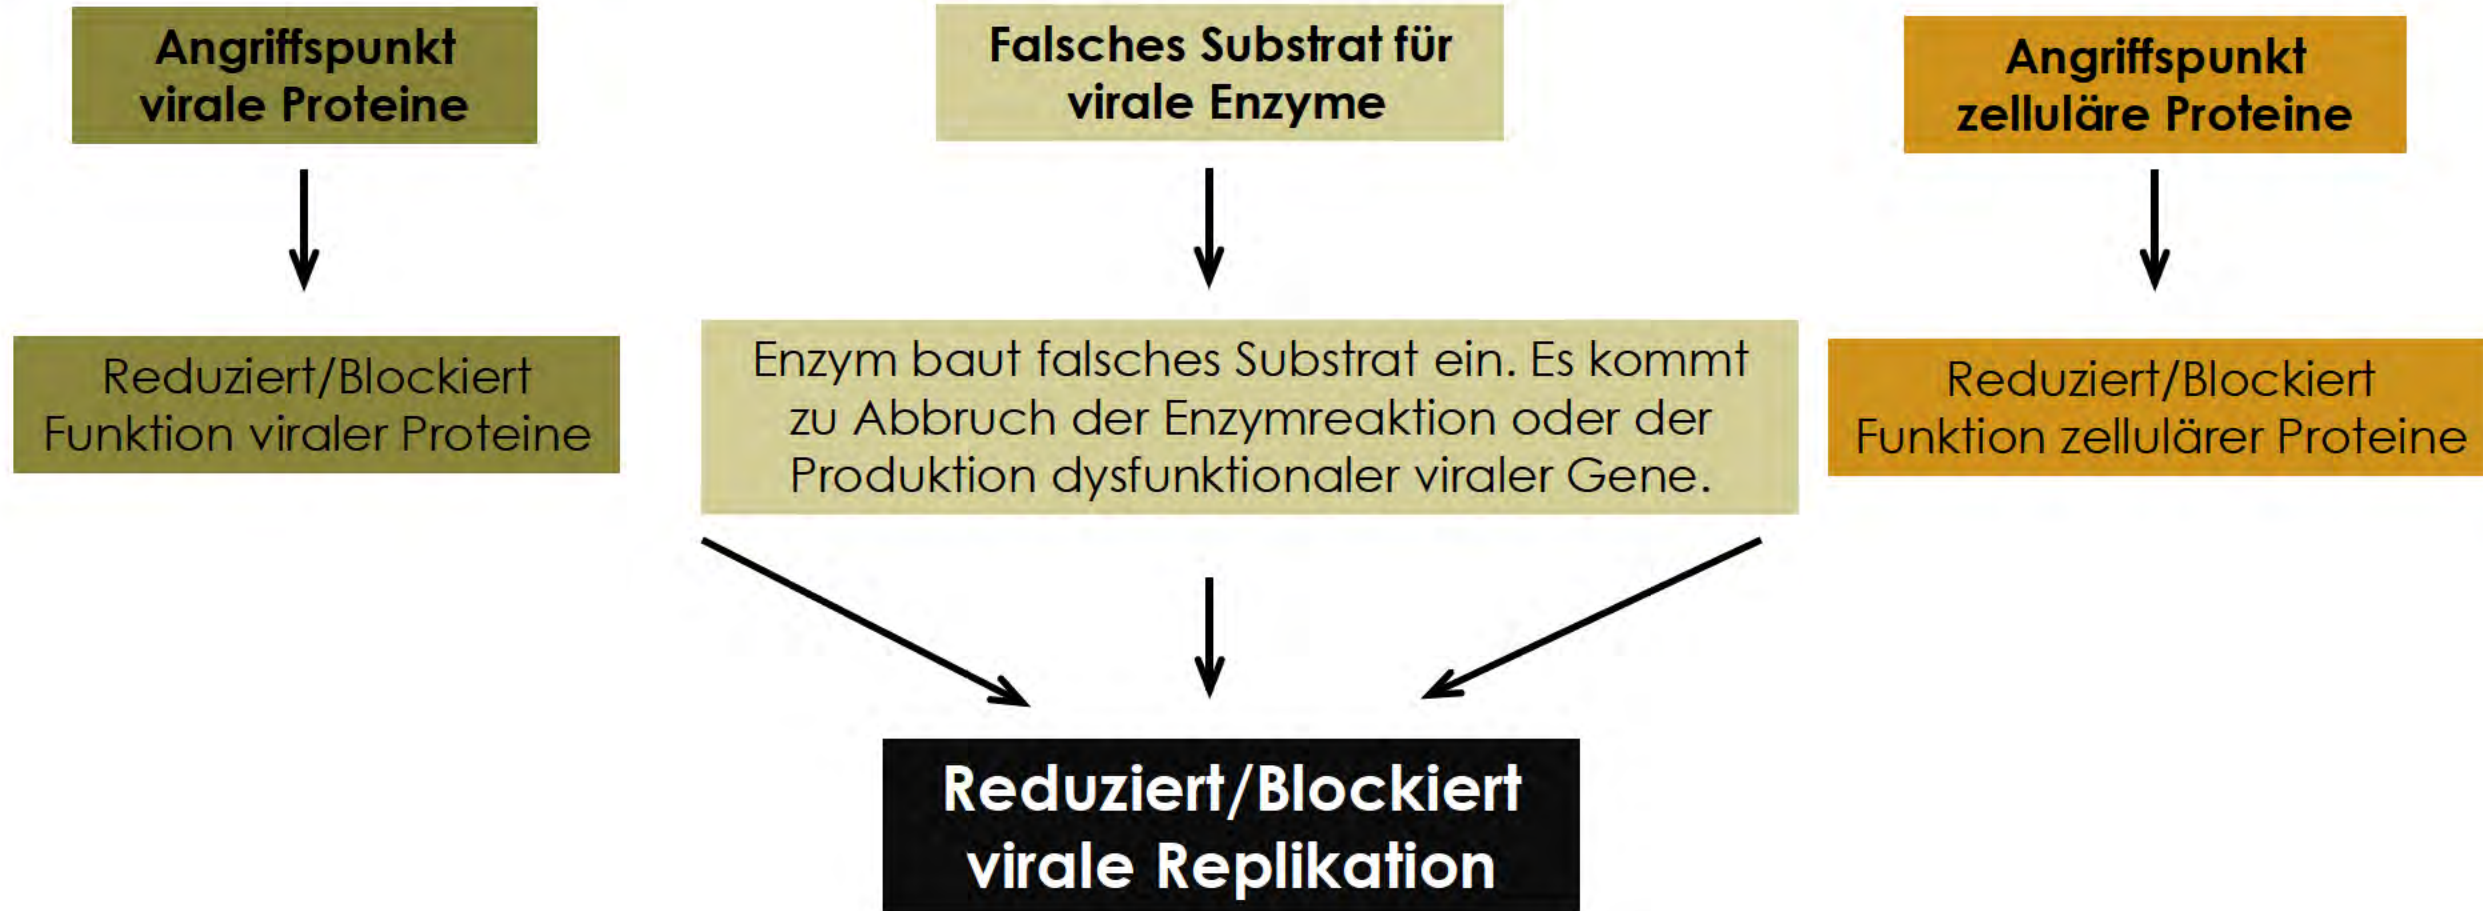 Angriffspunkt
virale Proteine
Falsches Substrat für
virale Enzyme
Angriffspunkt
zelluläre Proteine
Reduziert/Blockiert
Funktion viraler Proteine
Enzym baut falsches Substrat ein. Es kommt
zu Abbruch der Enzymreaktion oder der
Produktion dysfunktionaler viraler Gene.
Reduziert/Blockiert
Funktion zellulärer Proteine
Reduziert/Blockiert
virale Replikation